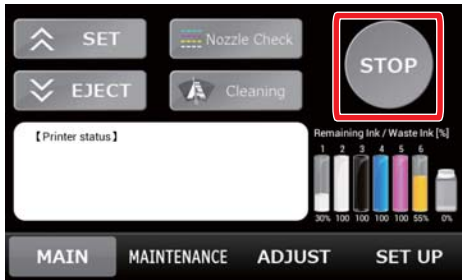 SET
Nozzle Check
STOP
EJECT
Cleaning
【Printer status】
Remaining Ink / Waste Ink [%]
1 2 3 4 5 6
30% 100 100 100 100 55% 0%
MAIN MAINTENANCE ADJUST SET UP